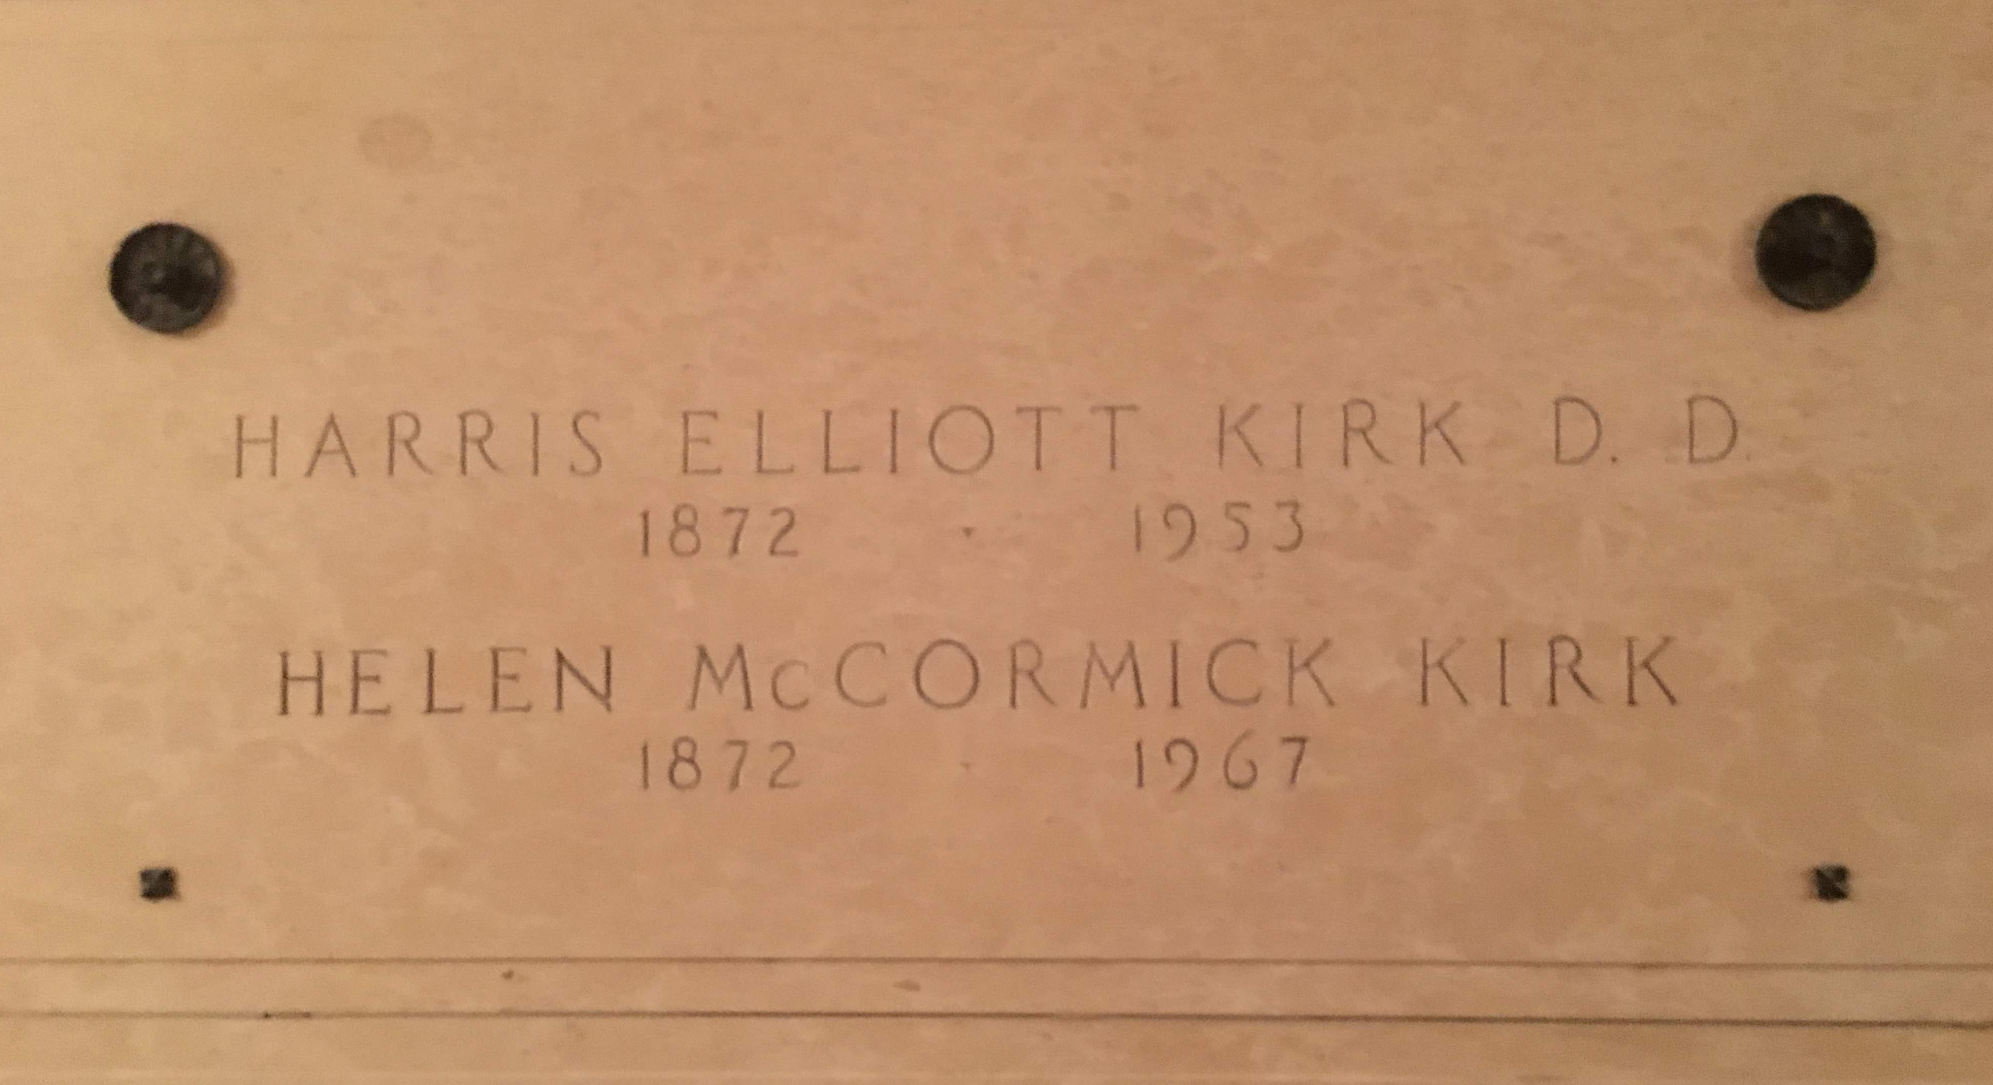 HARRIS ELLIOTT KIRK D. D.
1872 · 1953
HELEN McCORMICK KIRK
1872 · 1967